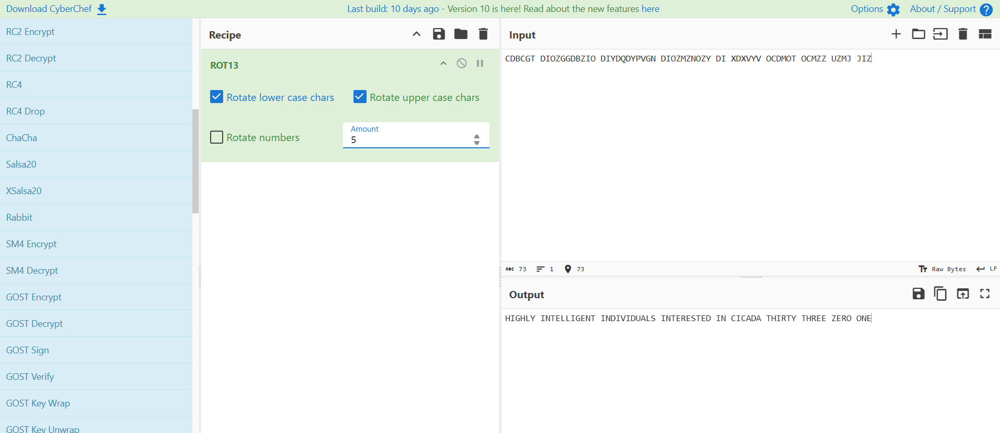 Download CyberChef
Last build: 10 days ago - Version 10 is here! Read about the new features here
Options
About / Support
RC2 Encrypt
RC2 Decrypt
RC4
RC4 Drop
ChaCha
Salsa20
XSalsa20
Rabbit
SM4 Encrypt
SM4 Decrypt
GOST Encrypt
GOST Decrypt
GOST Sign
GOST Verify
GOST Key Wrap
GOST Key Unwrap
Recipe
ROT13
Rotate lower case chars
Rotate upper case chars
Rotate numbers
Amount
5
Input
CDBCGT DIOZGGDBZIO DIYDQDYPVGN DIOZMZNOZY DI XDXVYV OCDMOT OCMZZ UZMJ JIZ
ABC 73 1 73
Raw Bytes LF
Output
HIGHLY INTELLIGENT INDIVIDUALS INTERESTED IN CICADA THIRTY THREE ZERO ONE